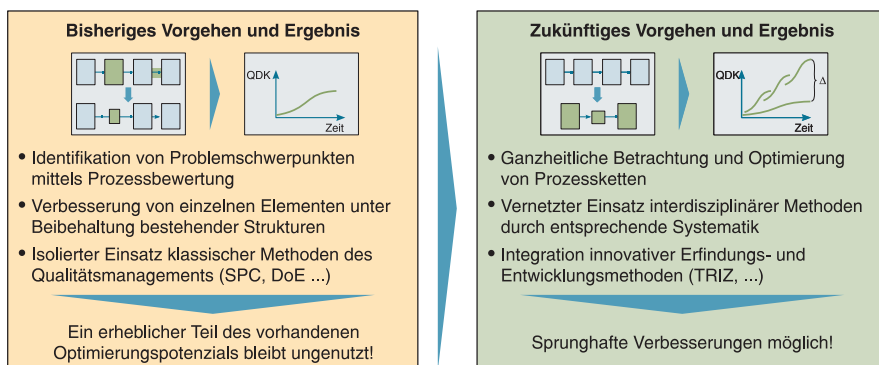 Bisheriges Vorgehen und Ergebnis
QDK
Zeit
• Identifikation von Problemschwerpunkten
mittels Prozessbewertung
• Verbesserung von einzelnen Elementen unter
Beibehaltung bestehender Strukturen
• Isolierter Einsatz klassischer Methoden des
Qualitätsmanagements (SPC, DoE ...)
Ein erheblicher Teil des vorhandenen
Optimierungspotenzials bleibt ungenutzt!
Zukünftiges Vorgehen und Ergebnis
QDK
Δ
Zeit
• Ganzheitliche Betrachtung und Optimierung
von Prozessketten
• Vernetzter Einsatz interdisziplinärer Methoden
durch entsprechende Systematik
• Integration innovativer Erfindungs- und
Entwicklungsmethoden (TRIZ, ...)
Sprunghafte Verbesserungen möglich!